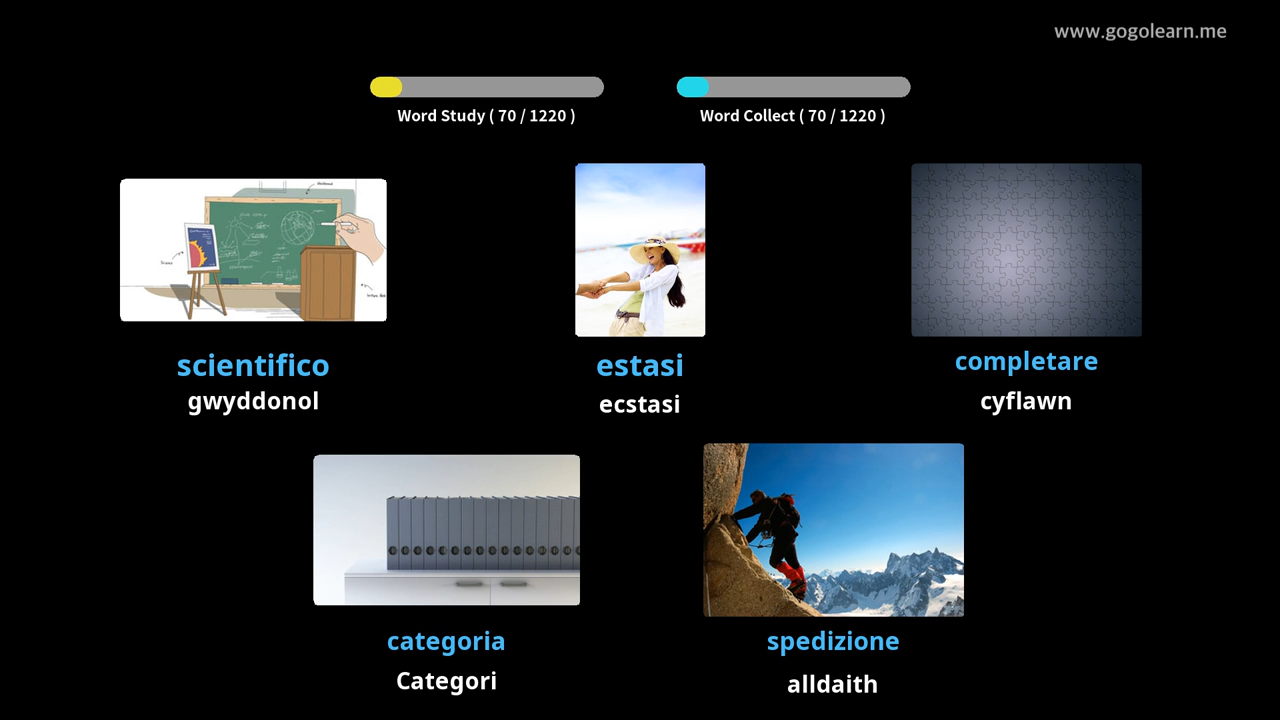 www.gogolearn.me
Word Study ( 70 / 1220 )
Word Collect ( 70 / 1220 )
scientifico
gwyddonol
estasi
ecstasi
completare
cyflawn
categoria
Categori
spedizione
alldaith